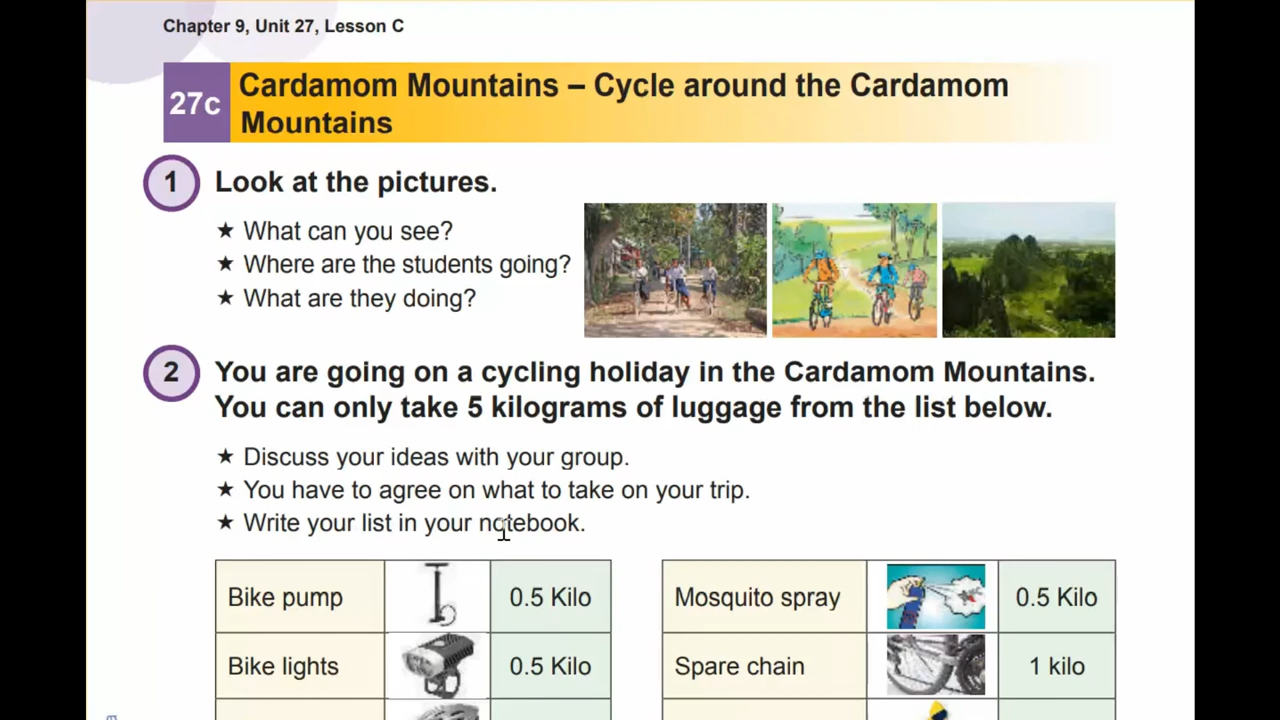 Chapter 9, Unit 27, Lesson C
27c
Cardamom Mountains – Cycle around the Cardamom
Mountains
1
Look at the pictures.
★ What can you see?
★ Where are the students going?
★ What are they doing?
2
You are going on a cycling holiday in the Cardamom Mountains.
You can only take 5 kilograms of luggage from the list below.
★ Discuss your ideas with your group.
★ You have to agree on what to take on your trip.
★ Write your list in your notebook.
Bike pump 0.5 Kilo
Mosquito spray 0.5 Kilo
Bike lights 0.5 Kilo
Spare chain 1 kilo